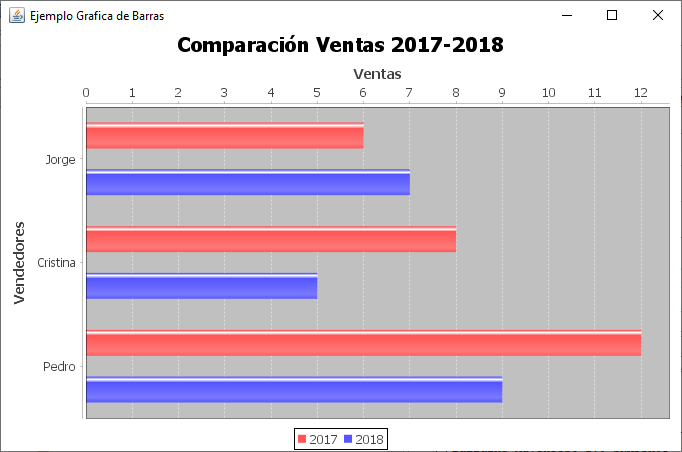 Ejemplo Grafica de Barras
Comparación Ventas 2017-2018
Ventas
0 1 2 3 4 5 6 7 8 9 10 11 12
Vendedores
Jorge
Cristina
Pedro
2017 2018